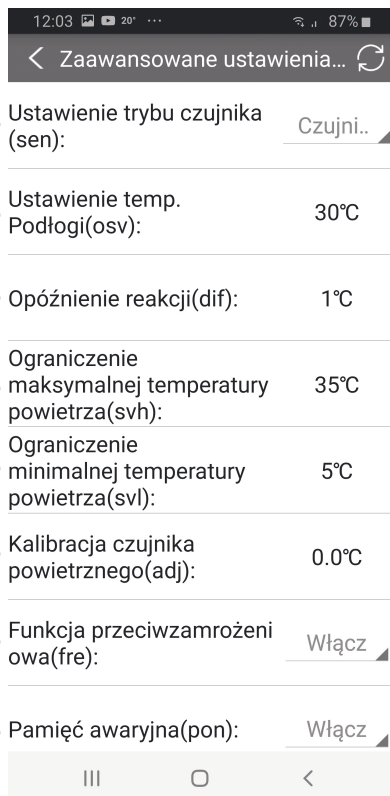 12:03 20° ... 87%
Zaawansowane ustawienia...
Ustawienie trybu czujnika
(sen):
Czujni..
Ustawienie temp.
Podłogi(osv):
30℃
Opóźnienie reakcji(dif):
1℃
Ograniczenie
maksymalnej temperatury
powietrza(svh):
35℃
Ograniczenie
minimalnej temperatury
powietrza(svl):
5℃
Kalibracja czujnika
powietrznego(adj):
0.0℃
Funkcja przeciwzamrożeni
owa(fre):
Włącz
Pamięć awaryjna(pon):
Włącz